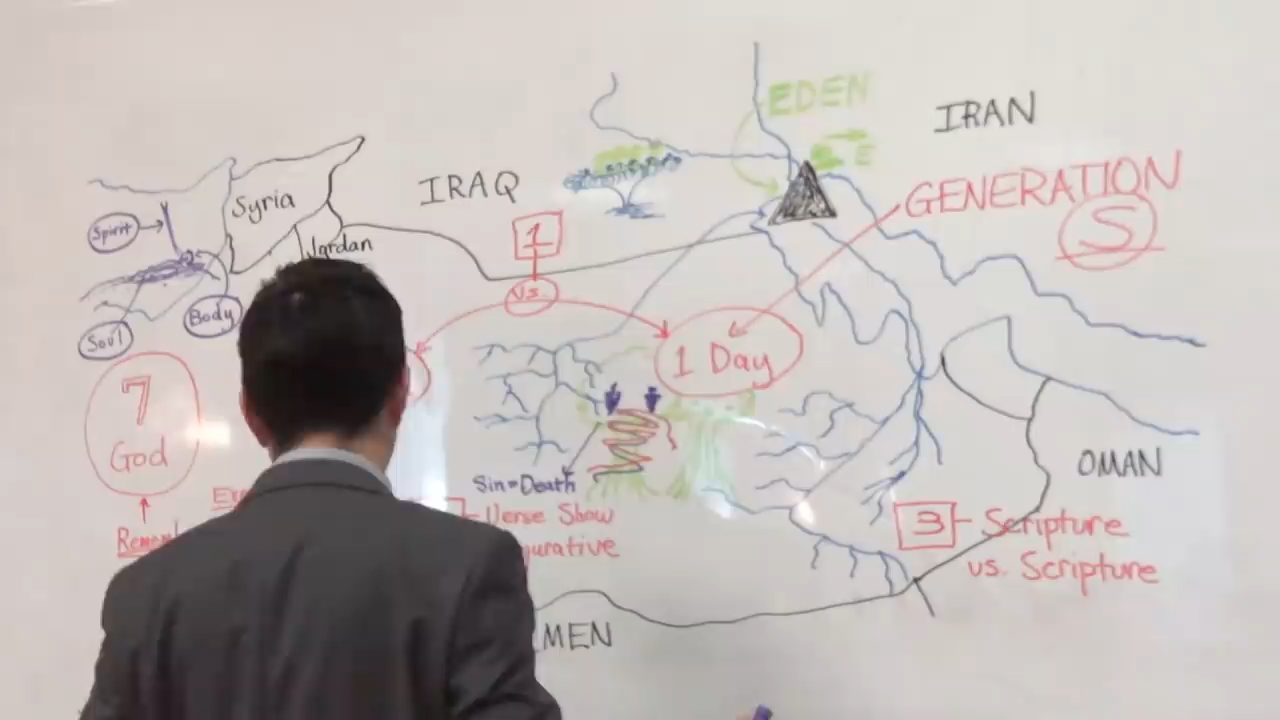 EDEN
IRAN
E
GENERATION
S
IRAQ
Syria
Jordan
Spirit
Body
Soul
1
vs.
1 Day
7
God
Sin=Death
Verse Show
OMAN
3
Scripture
vs. Scripture
MEN